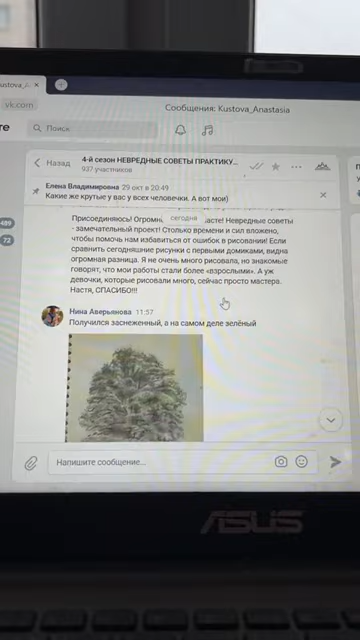 ustova_A
vk.com
Сообщения: Kustova_Anastasia
re
Поиск
Назад
4-й сезон НЕВРЕДНЫЕ СОВЕТЫ ПРАКТИКУ...
937 участников
Елена Владимировна 29 окт в 20:49
Какие же крутые у вас у всех человечки. А вот мои)
489
72
сегодня
Присоединяюсь! Огромн асте! Невредные советы
- замечательный проект! Столько времени и сил вложено,
чтобы помочь нам избавиться от ошибок в рисовании! Если
сравнить сегодняшние рисунки с первыми домиками, видна
огромная разница. Я не очень много рисовала, но знакомые
говорят, что мои работы стали более «взрослыми». А уж
девочки, которые рисовали много, сейчас просто мастера.
Настя, СПАСИБО!!!
Нина Аверьянова 11:57
Получился заснеженный, а на самом деле зелёный
Напишите сообщение...
ASUS